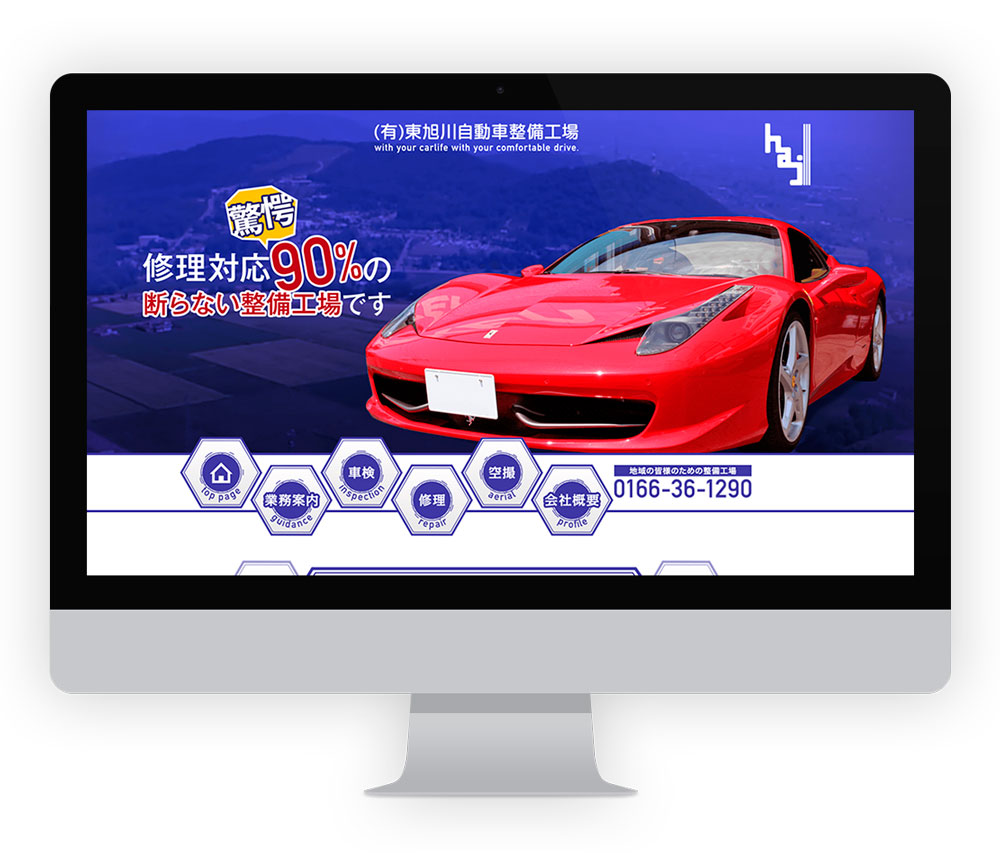 (有)東旭川自動車整備工場
with your carlife with your comfortable drive.
haj
驚愕
修理対応90%の
断らない整備工場です
top page
業務案内
guidance
車検
inspection
修理
repair
空撮
aerial
会社概要
profile
地域の皆様のための整備工場
0166-36-1290